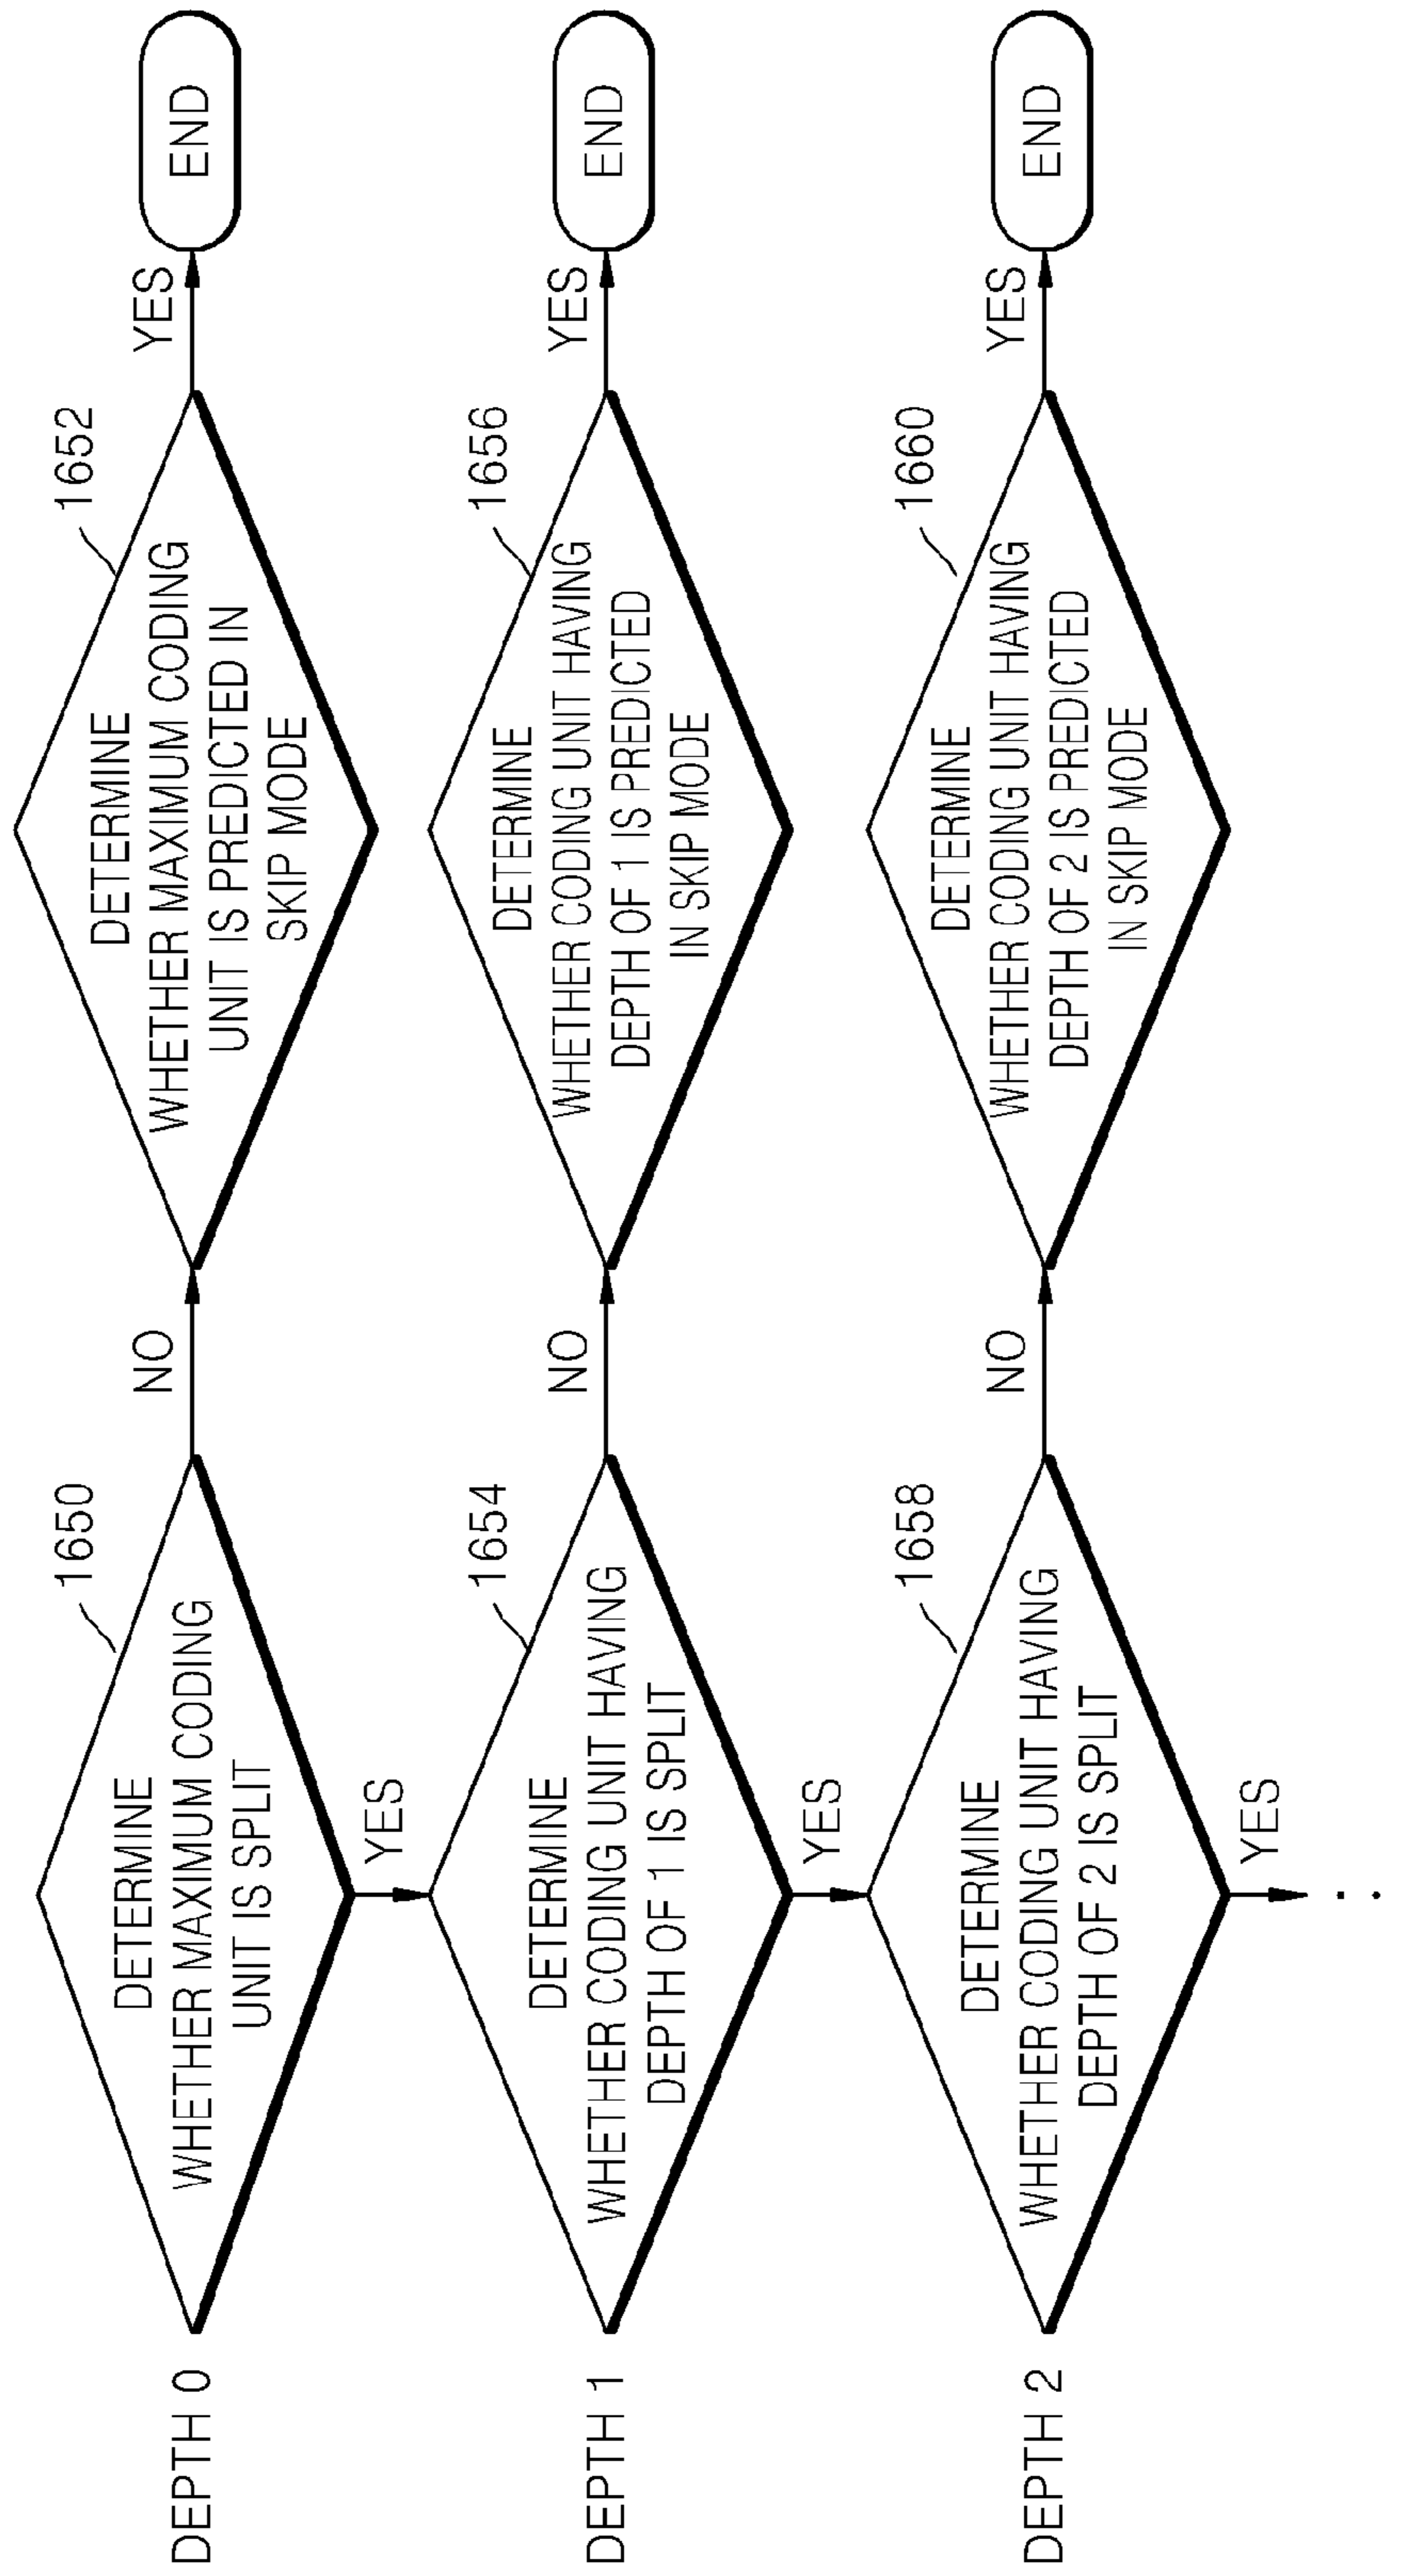 DEPTH 0
DETERMINE
WHETHER MAXIMUM CODING
UNIT IS SPLIT
1650
NO
DETERMINE
WHETHER MAXIMUM CODING
UNIT IS PREDICTED IN
SKIP MODE
1652
YES
END
YES
DEPTH 1
DETERMINE
WHETHER CODING UNIT HAVING
DEPTH OF 1 IS SPLIT
1654
NO
DETERMINE
WHETHER CODING UNIT HAVING
DEPTH OF 1 IS PREDICTED
IN SKIP MODE
1656
YES
END
YES
DEPTH 2
DETERMINE
WHETHER CODING UNIT HAVING
DEPTH OF 2 IS SPLIT
1658
NO
DETERMINE
WHETHER CODING UNIT HAVING
DEPTH OF 2 IS PREDICTED
IN SKIP MODE
1660
YES
END
YES